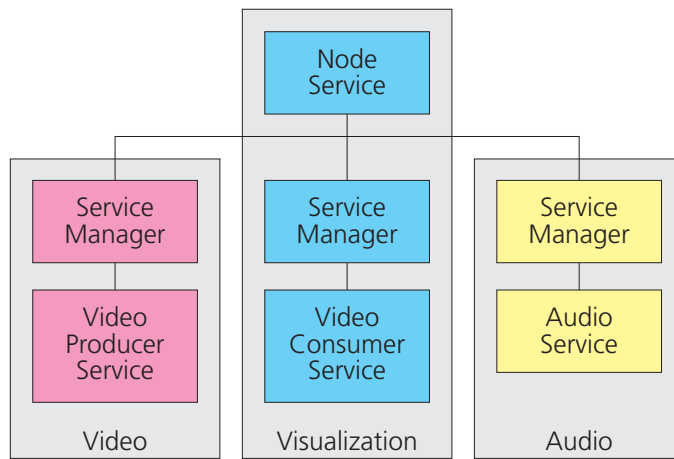 Node
Service
Service
Manager
Service
Manager
Service
Manager
Video
Producer
Service
Video
Consumer
Service
Audio
Service
Video
Visualization
Audio